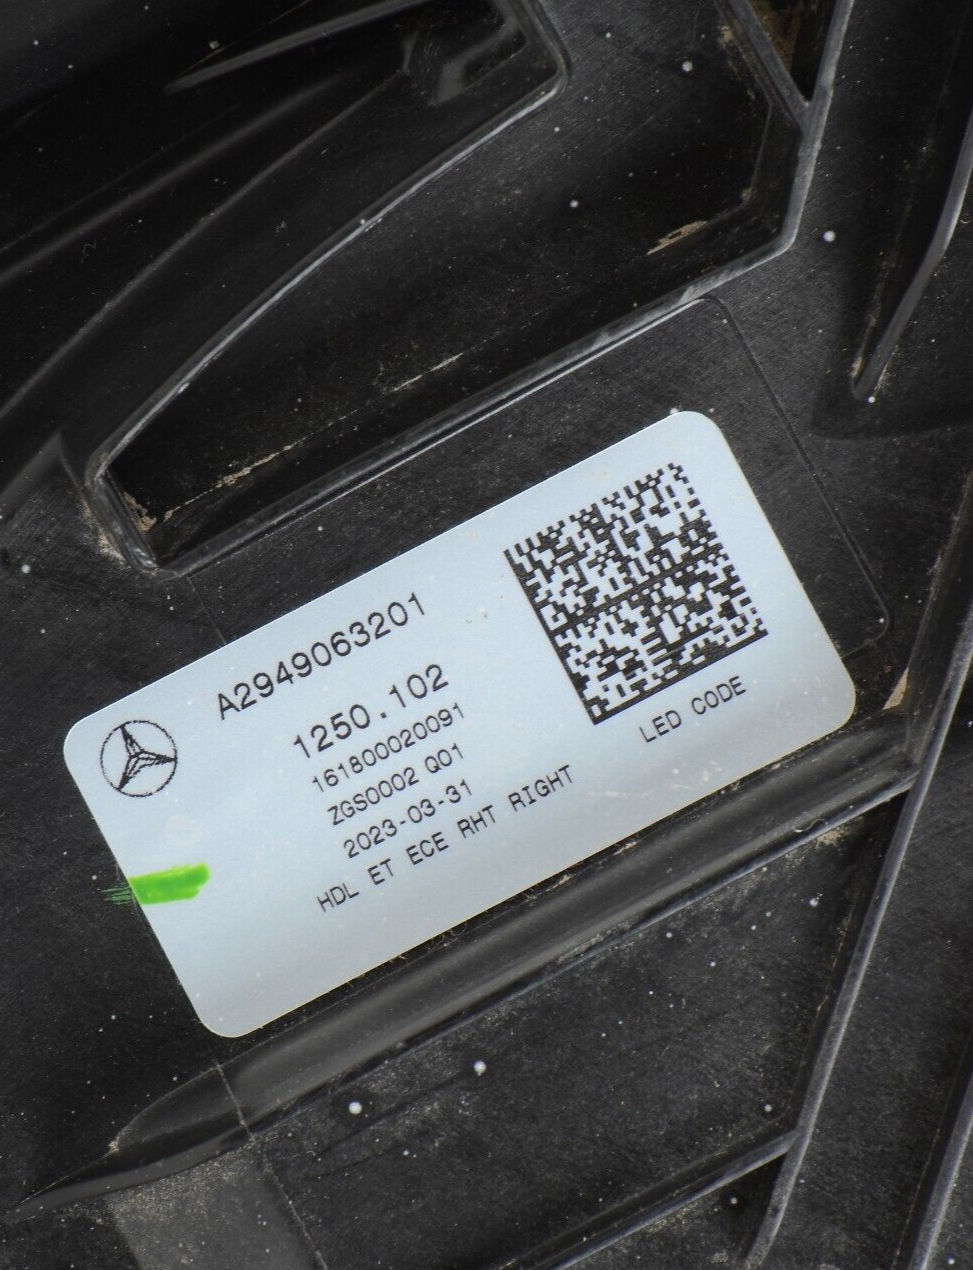 A2949063201
1250.102
161800020091
ZGS0002 Q01
2023-03-31
HDL ET ECE RHT RIGHT
LED CODE